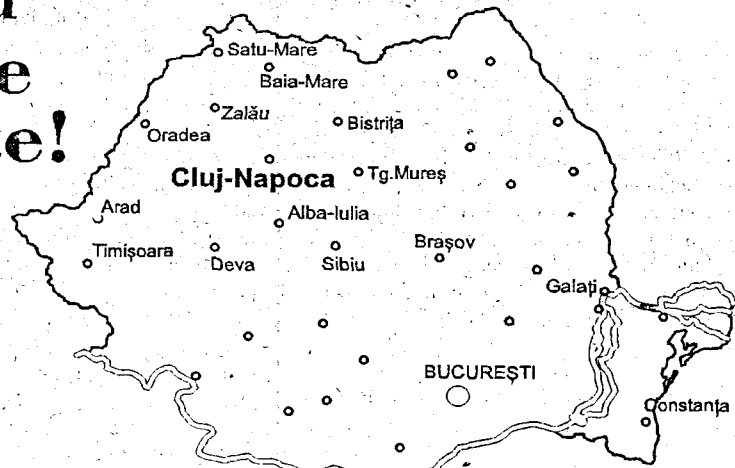 e!
Satu-Mare
Baia-Mare
Zalău
Oradea
Bistrița
Cluj-Napoca
Tg.Mureș
Arad
Alba-Iulia
Timișoara
Deva
Sibiu
Brașov
Galați
BUCUREȘTI
Constanța